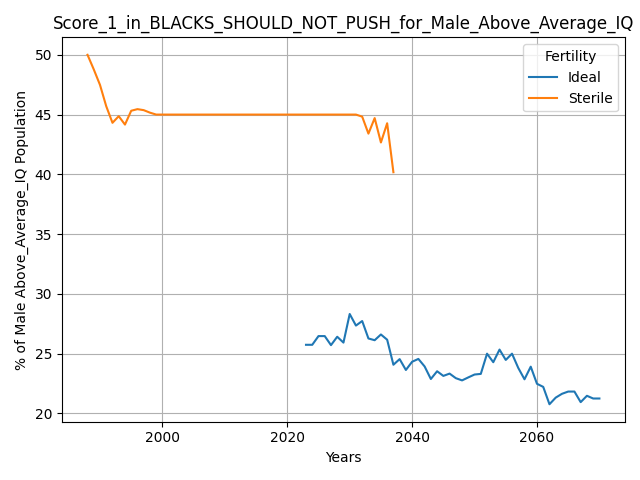 Score_1_in_BLACKS_SHOULD_NOT_PUSH_for_Male_Above_Average_IQ
Fertility
Ideal
Sterile
% of Male Above_Average_IQ Population
50
45
40
35
30
25
20
2000
2020
2040
2060
Years